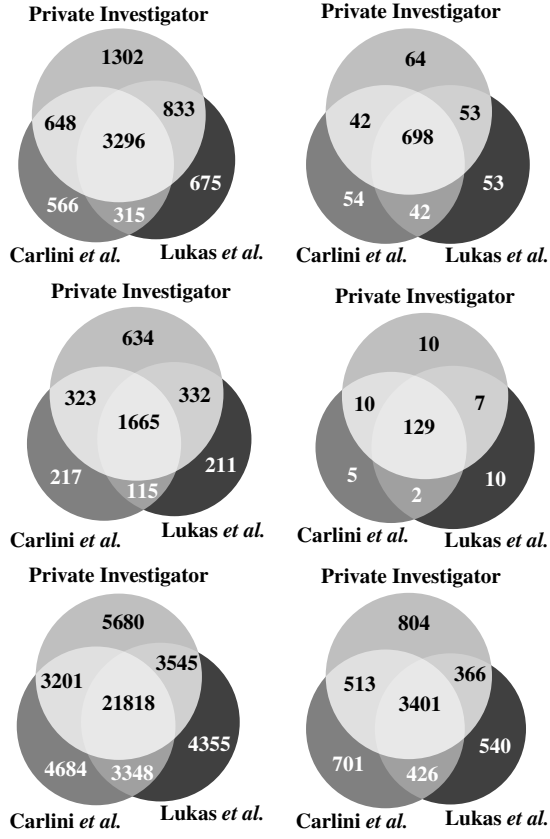 Private Investigator
1302
648
833
3296
566
315
675
Carlini et al.
Lukas et al.
64
42
53
698
54
42
53
Carlini et al.
Lukas et al.
Private Investigator
634
323
332
1665
217
115
211
Carlini et al.
Lukas et al.
Private Investigator
10
10
7
129
5
2
10
Carlini et al.
Lukas et al.
Private Investigator
5680
3201
3545
21818
4684
3348
4355
Carlini et al.
Lukas et al.
Private Investigator
804
513
366
3401
701
426
540
Carlini et al.
Lukas et al.
Private Investigator